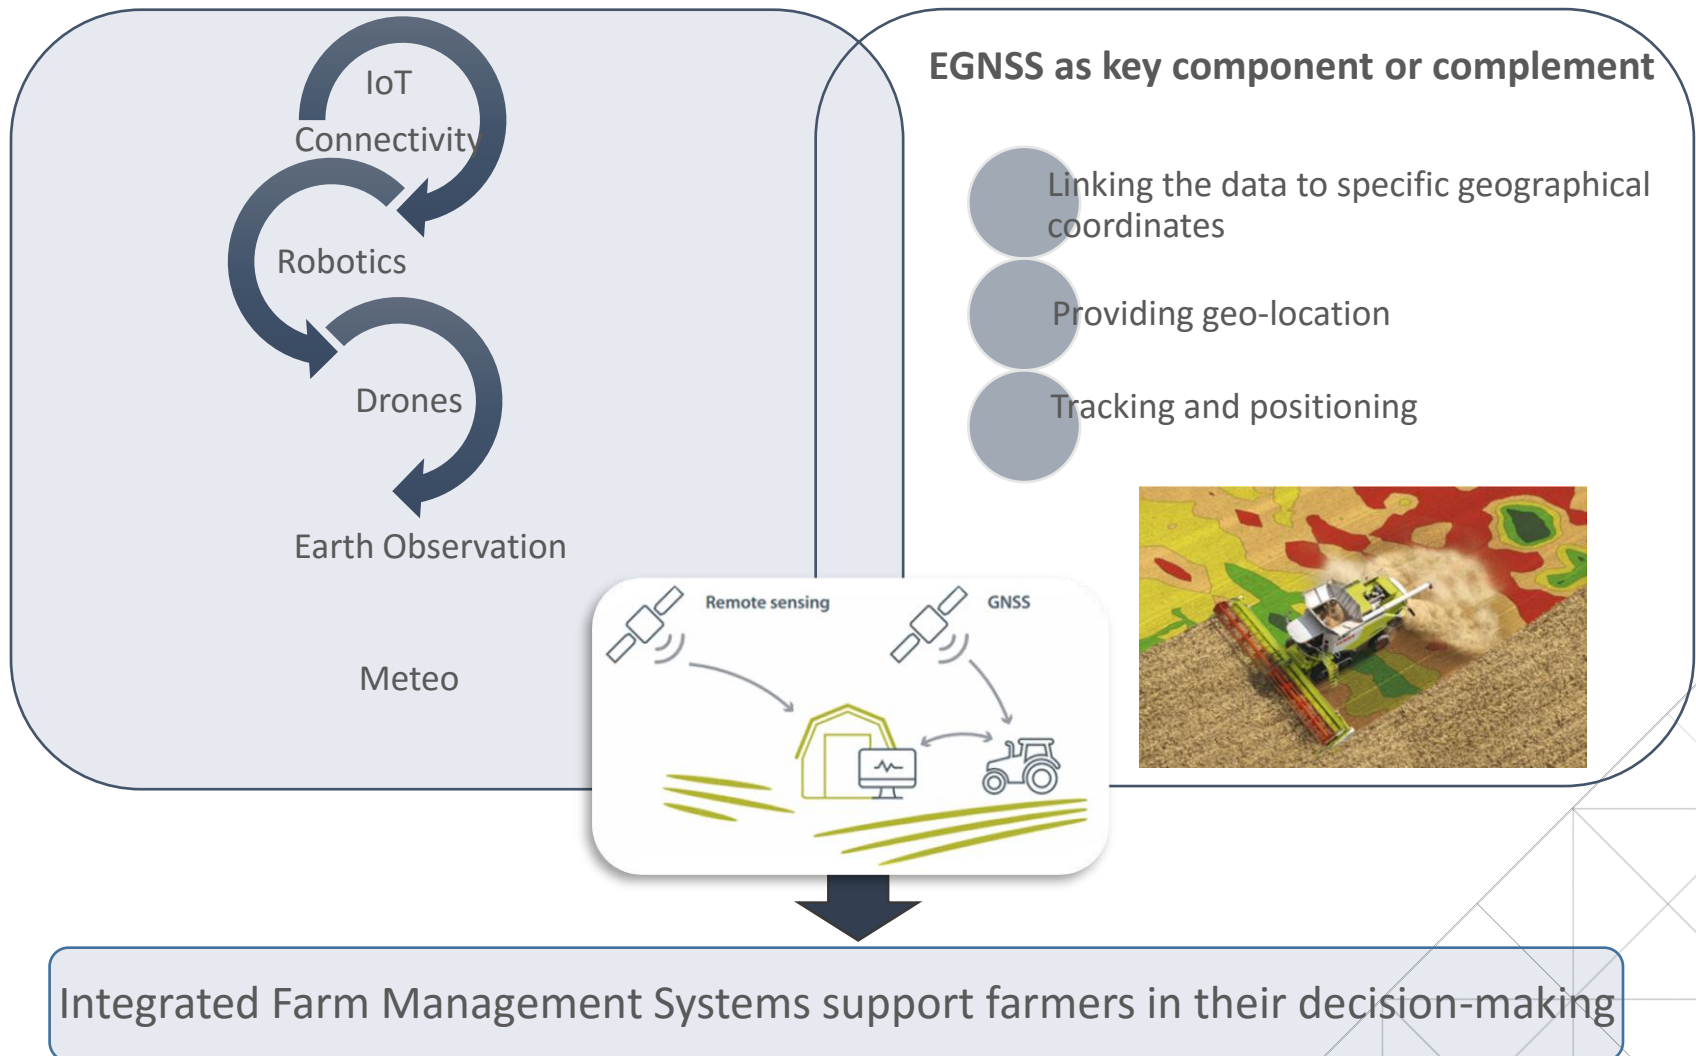 IoT
Connectivity
Robotics
Drones
Earth Observation
Meteo
EGNSS as key component or complement
Linking the data to specific geographical
coordinates
Providing geo-location
Tracking and positioning
Remote sensing
GNSS
Integrated Farm Management Systems support farmers in their decision-making